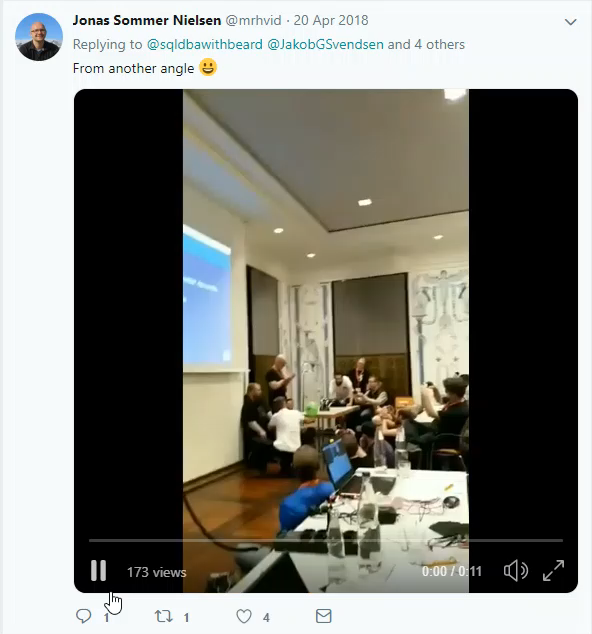 Jonas Sommer Nielsen @mrhvid · 20 Apr 2018
Replying to @sqldbawithbeard @JakobGSvendsen and 4 others
From another angle 😃
173 views
0:00 / 0:11
1
1
4